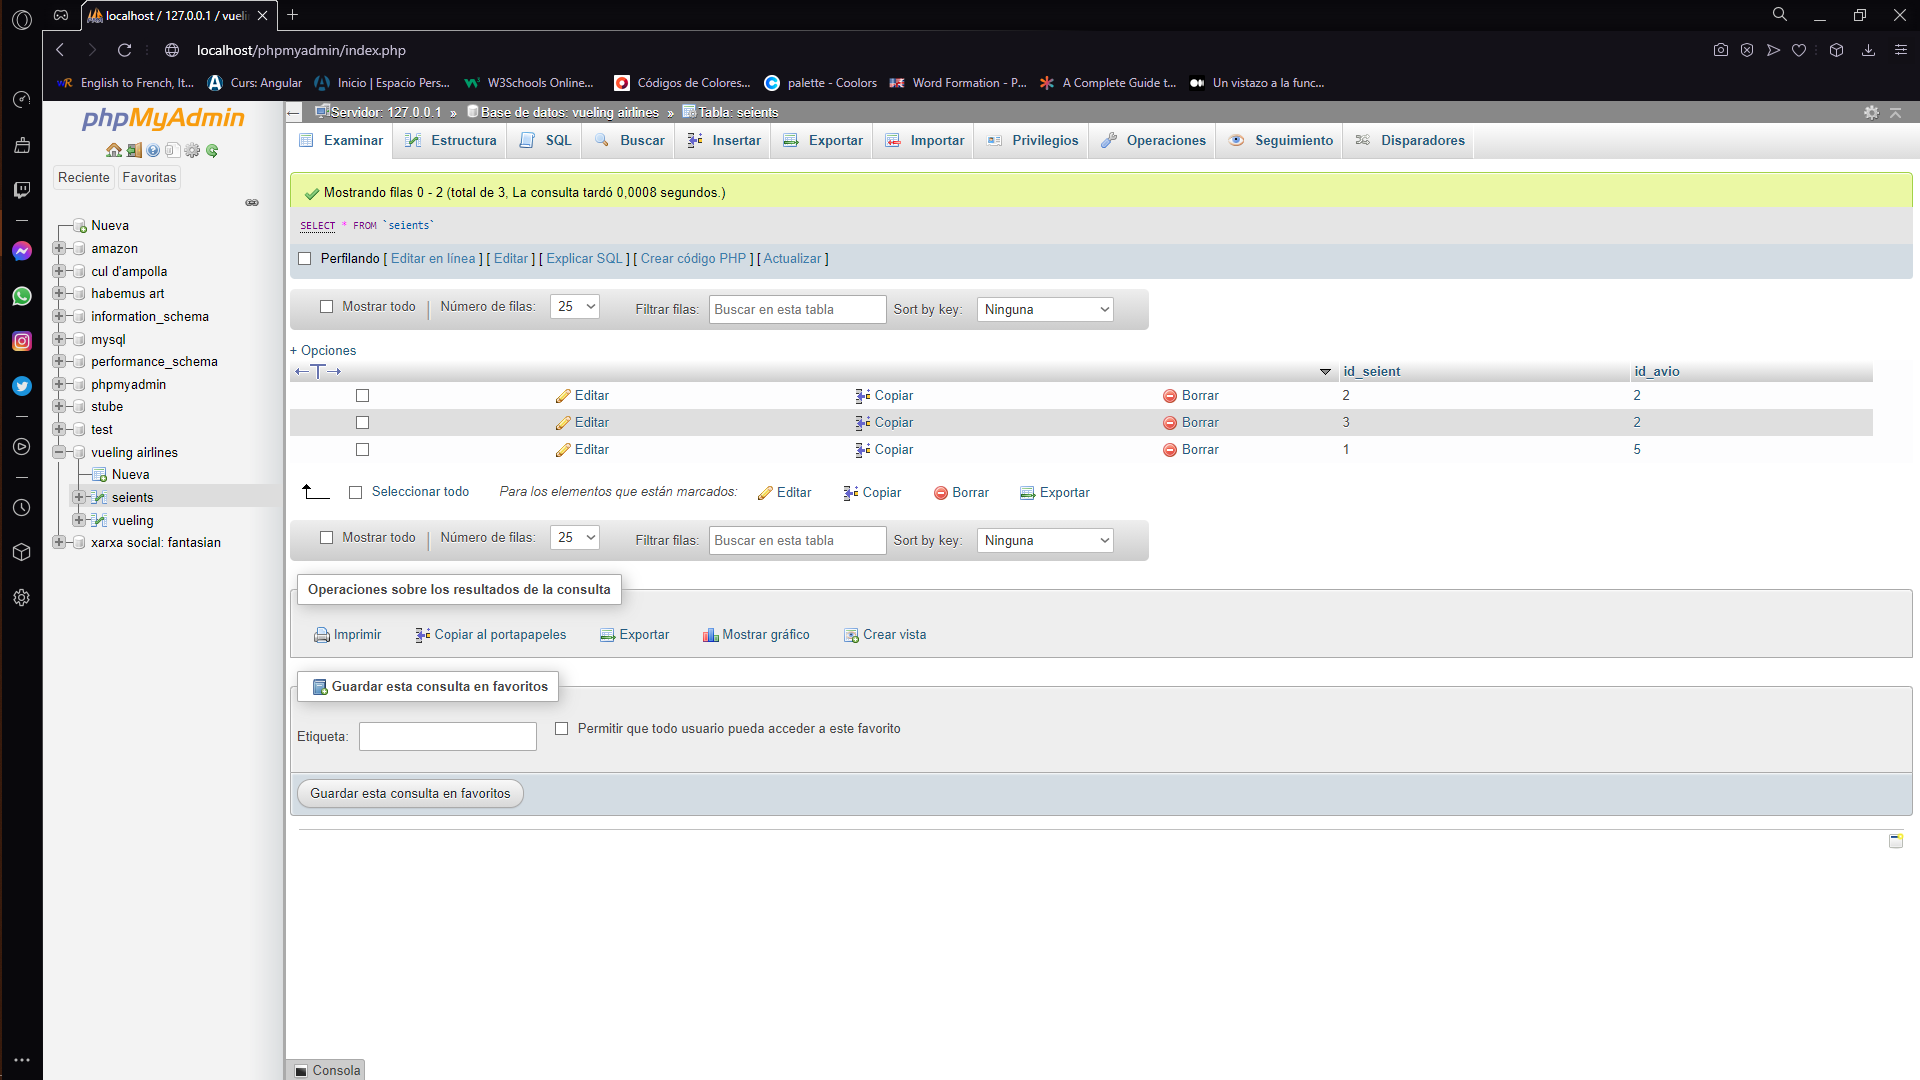 localhost / 127.0.0.1 / vueli
localhost/phpmyadmin/index.php
English to French, It...
Curs: Angular
Inicio | Espacio Pers...
W3Schools Online...
Códigos de Colores...
palette - Coolors
Word Formation - P...
A Complete Guide t...
Un vistazo a la func...
phpMyAdmin
Reciente
Favoritas
Nueva
amazon
cul d'ampolla
habemus art
information_schema
mysql
performance_schema
phpmyadmin
stube
test
vueling airlines
Nueva
seients
vueling
xarxa social: fantasian
Servidor: 127.0.0.1 » Base de datos: vueling airlines » Tabla: seients
Examinar Estructura SQL Buscar Insertar Exportar Importar Privilegios Operaciones Seguimiento Disparadores
Mostrando filas 0 - 2 (total de 3, La consulta tardó 0,0008 segundos.)
SELECT * FROM `seients`
Perfilando [ Editar en línea ] [ Editar ] [ Explicar SQL ] [ Crear código PHP ] [ Actualizar ]
Mostrar todo | Número de filas: 25 Filtrar filas: Buscar en esta tabla Sort by key: Ninguna
+ Opciones
←T→ id_seient id_avio
Editar Copiar Borrar 2 2
Editar Copiar Borrar 3 2
Editar Copiar Borrar 1 5
Seleccionar todo Para los elementos que están marcados: Editar Copiar Borrar Exportar
Mostrar todo | Número de filas: 25 Filtrar filas: Buscar en esta tabla Sort by key: Ninguna
Operaciones sobre los resultados de la consulta
Imprimir Copiar al portapapeles Exportar Mostrar gráfico Crear vista
Guardar esta consulta en favoritos
Etiqueta: Permitir que todo usuario pueda acceder a este favorito
Guardar esta consulta en favoritos
Consola